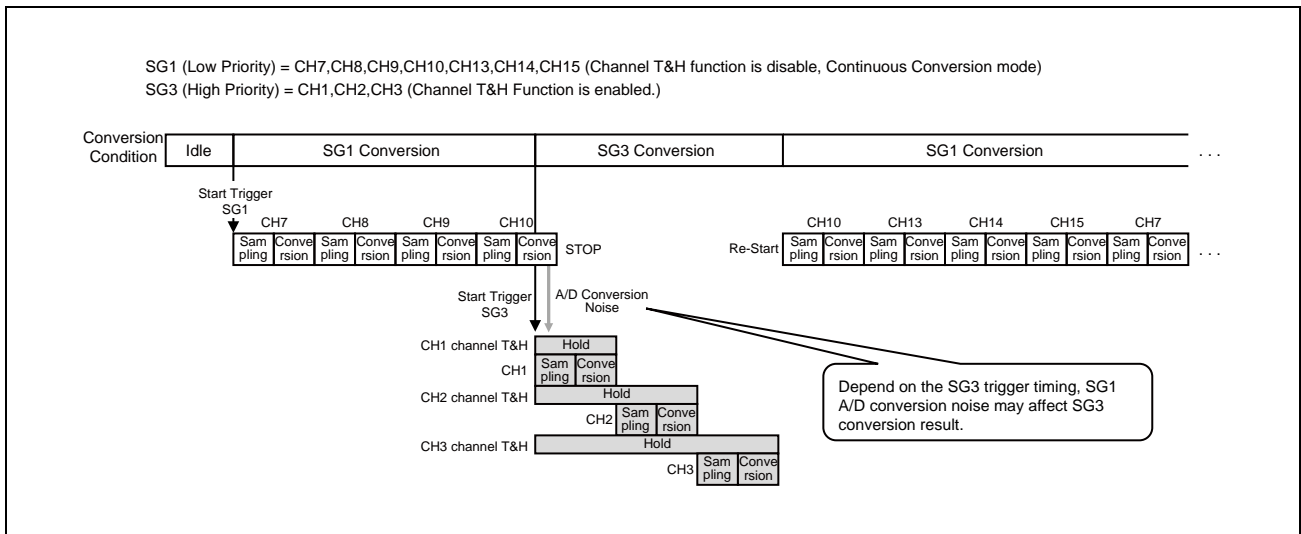 SG1 (Low Priority) = CH7,CH8,CH9,CH10,CH13,CH14,CH15 (Channel T&H function is disable, Continuous Conversion mode)
SG3 (High Priority) = CH1,CH2,CH3 (Channel T&H Function is enabled.)
Conversion
Condition
Idle
SG1 Conversion
SG3 Conversion
SG1 Conversion
. . .
Start Trigger
SG1
CH7
CH8
CH9
CH10
Sam
pling
Conve
rsion
Sam
pling
Conve
rsion
Sam
pling
Conve
rsion
Sam
pling
Conve
rsion
STOP
Re-Start
CH10
CH13
CH14
CH15
CH7
Sam
pling
Conve
rsion
Sam
pling
Conve
rsion
Sam
pling
Conve
rsion
Sam
pling
Conve
rsion
Sam
pling
Conve
rsion
. . .
Start Trigger
SG3
A/D Conversion
Noise
CH1 channel T&H
Hold
CH1
Sam
pling
Conve
rsion
CH2 channel T&H
Hold
CH2
Sam
pling
Conve
rsion
CH3 channel T&H
Hold
CH3
Sam
pling
Conve
rsion
Depend on the SG3 trigger timing, SG1
A/D conversion noise may affect SG3
conversion result.